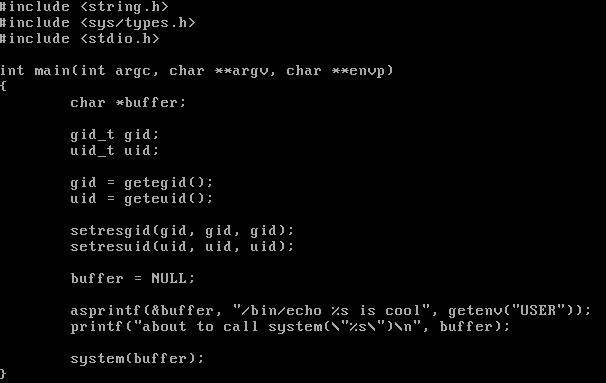 #include <string.h>
#include <sys/types.h>
#include <stdio.h>
int main(int argc, char **argv, char **envp)
{
char *buffer;
gid_t gid;
uid_t uid;
gid = getegid();
uid = geteuid();
setresgid(gid, gid, gid);
setresuid(uid, uid, uid);
buffer = NULL;
asprintf(&buffer, "/bin/echo %s is cool", getenv("USER"));
printf("about to call system(\"%s\")\n", buffer);
system(buffer);
}